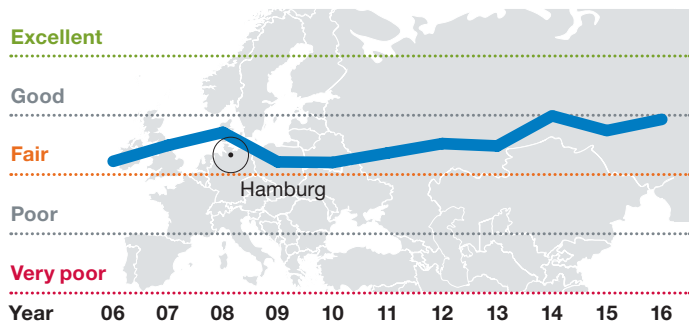 Excellent
Good
Fair
Hamburg
Poor
Very poor
Year 06 07 08 09 10 11 12 13 14 15 16